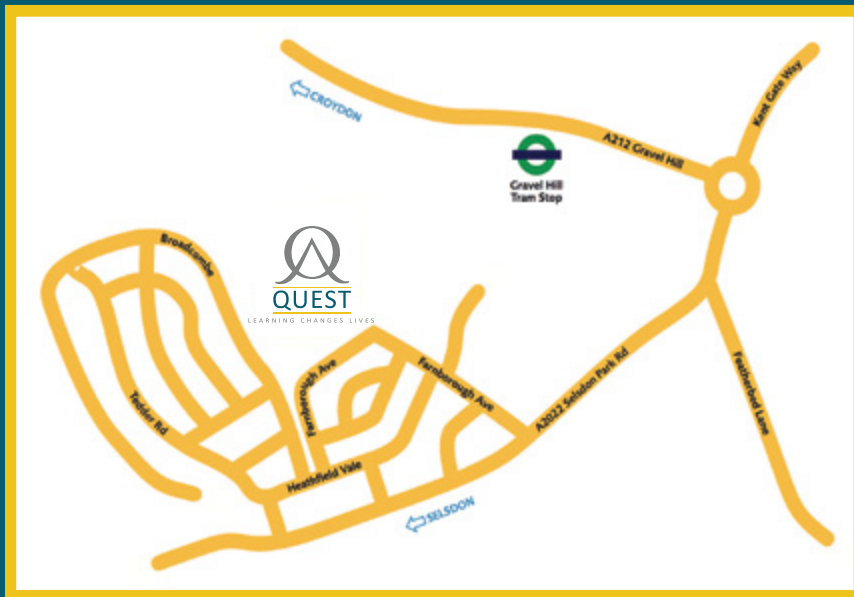 CROYDON
Kent Gate Way
A212 Gravel Hill
Gravel Hill
Tram Stop
Broadcombe
QUEST
LEARNING CHANGES LIVES
Farnborough Ave
Farnborough Ave
A2022 Selsdon Park Rd
Featherbed Lane
Tedder Rd
Heathfield Vale
SELSDON